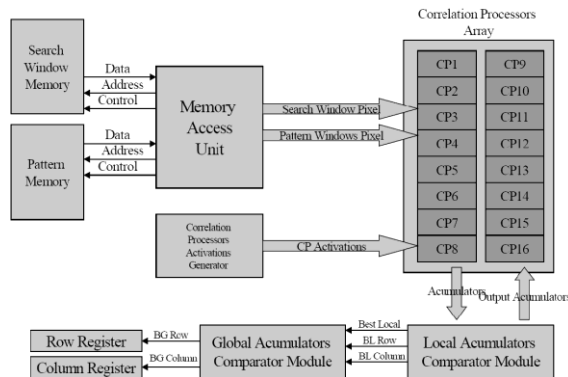 Correlation Processors
Array
Search
Window
Memory
Data
Address
Control
Memory
Access
Unit
Search Window Pixel
Pattern Windows Pixel
Pattern
Memory
Data
Address
Control
CP1
CP2
CP3
CP4
CP5
CP6
CP7
CP8
CP9
CP10
CP11
CP12
CP13
CP14
CP15
CP16
Correlation
Processors
Activations
Generator
CP Activations
Acumulators
Output Acumulators
Row Register
Column Register
BG Row
BG Column
Global Acumulators
Comparator Module
Best Local
BL Row
BL Column
Local Acumulators
Comparator Module